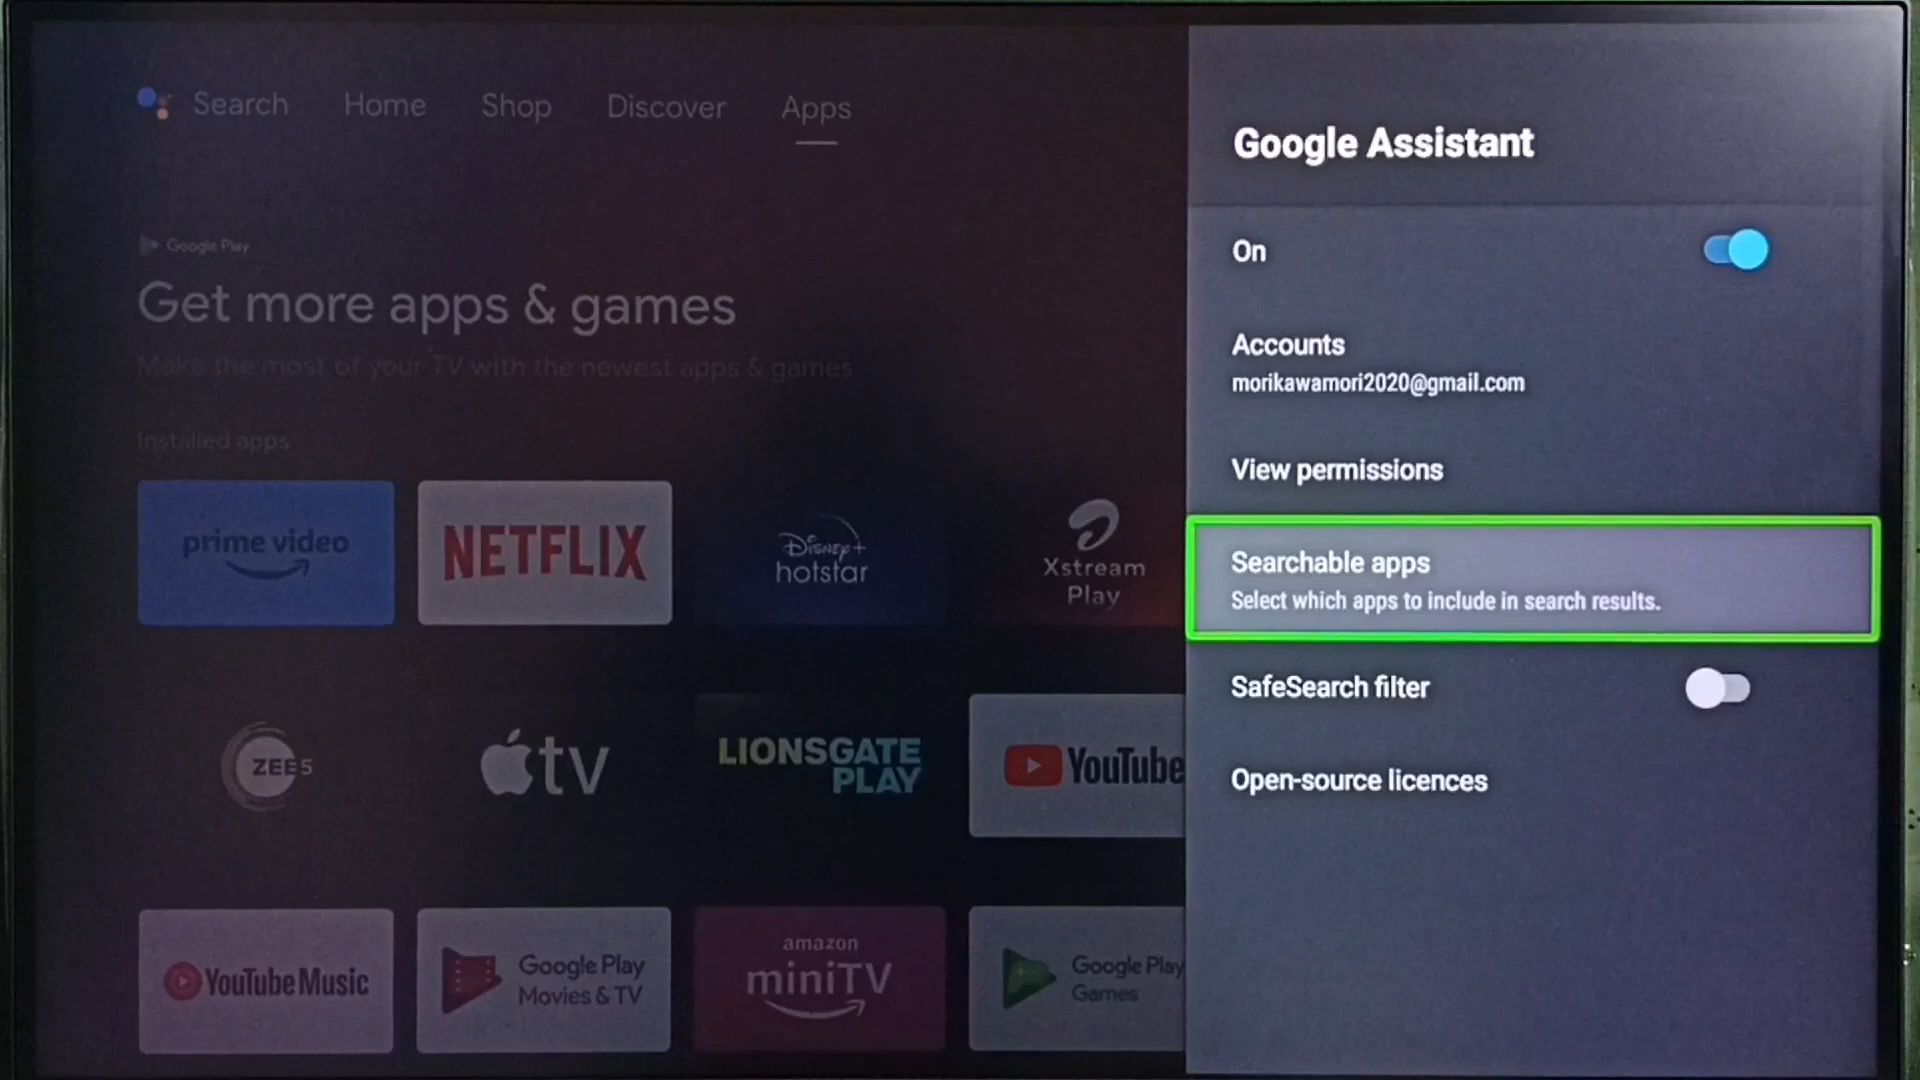 Search Home Shop Discover Apps
Google Play
Get more apps & games
Make the most of your TV with the newest apps & games
Installed apps
prime video
NETFLIX
Disney+
hotstar
Xstream
Play
ZEE5
tv
LIONSGATE
PLAY
YouTube
YouTube Music
Google Play
Movies & TV
amazon
miniTV
Google Play
Games
Google Assistant
On
Accounts
morikawamori2020@gmail.com
View permissions
Searchable apps
Select which apps to include in search results.
SafeSearch filter
Open-source licences